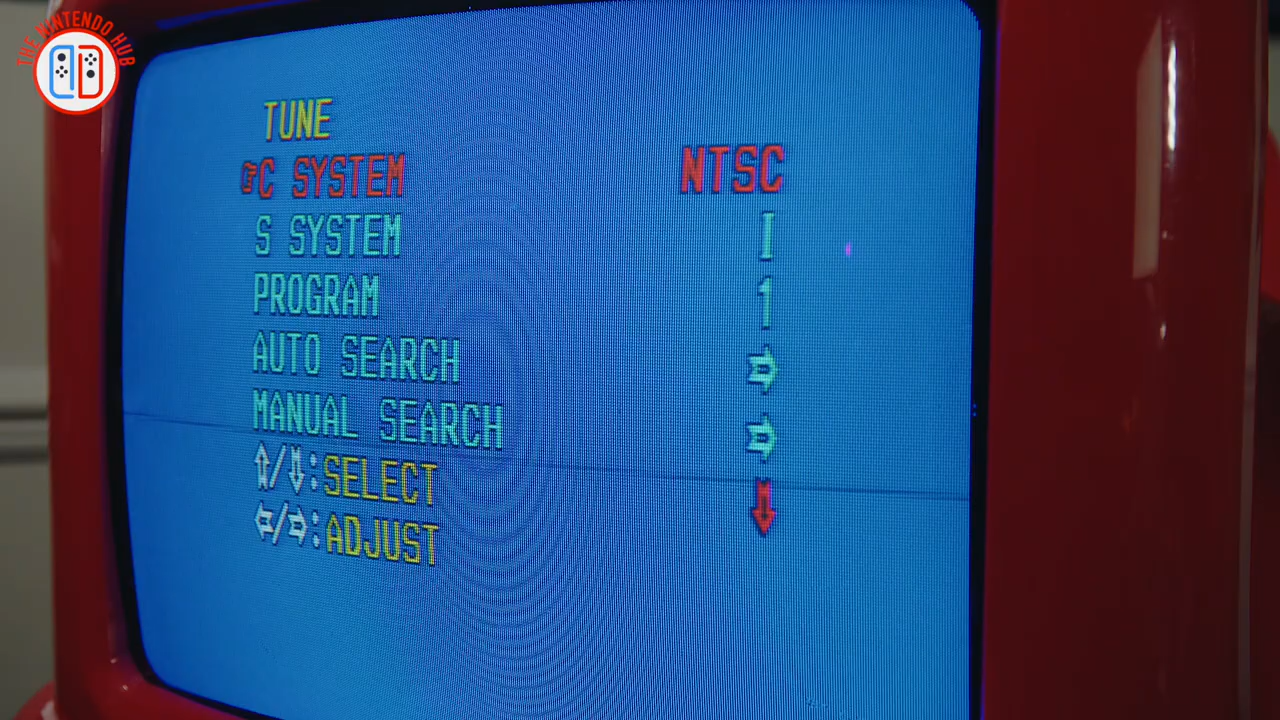 THE NINTENDO HUB
TUNE
☞C SYSTEM NTSC
S SYSTEM I
PROGRAM 1
AUTO SEARCH ⇨
MANUAL SEARCH ⇨
⇧/⇩:SELECT ⇩
⇦/⇨:ADJUST